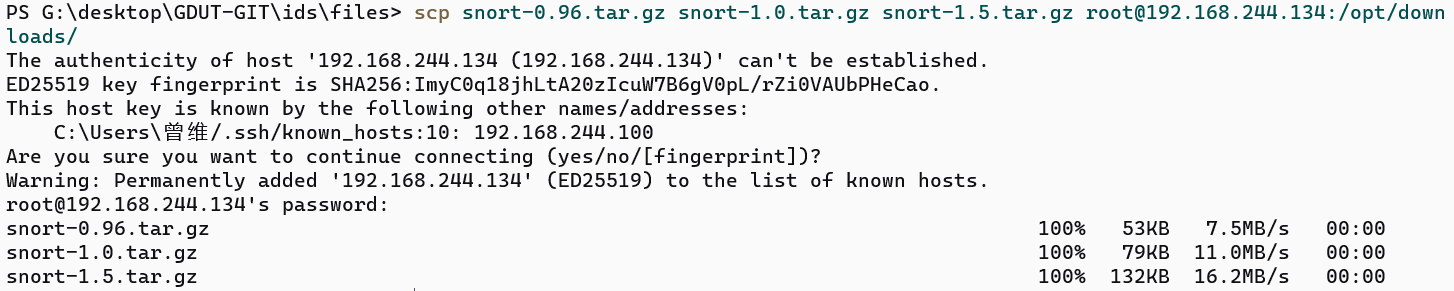 PS G:\desktop\GDUT-GIT\ids\files> scp snort-0.96.tar.gz snort-1.0.tar.gz snort-1.5.tar.gz root@192.168.244.134:/opt/down
loads/
The authenticity of host '192.168.244.134 (192.168.244.134)' can't be established.
ED25519 key fingerprint is SHA256:ImyC0q18jhLtA20zIcuW7B6gV0pL/rZi0VAUbPHeCao.
This host key is known by the following other names/addresses:
    C:\Users\曾维/.ssh/known_hosts:10: 192.168.244.100
Are you sure you want to continue connecting (yes/no/[fingerprint])?
Warning: Permanently added '192.168.244.134' (ED25519) to the list of known hosts.
root@192.168.244.134's password:
snort-0.96.tar.gz 100% 53KB 7.5MB/s 00:00
snort-1.0.tar.gz 100% 79KB 11.0MB/s 00:00
snort-1.5.tar.gz 100% 132KB 16.2MB/s 00:00